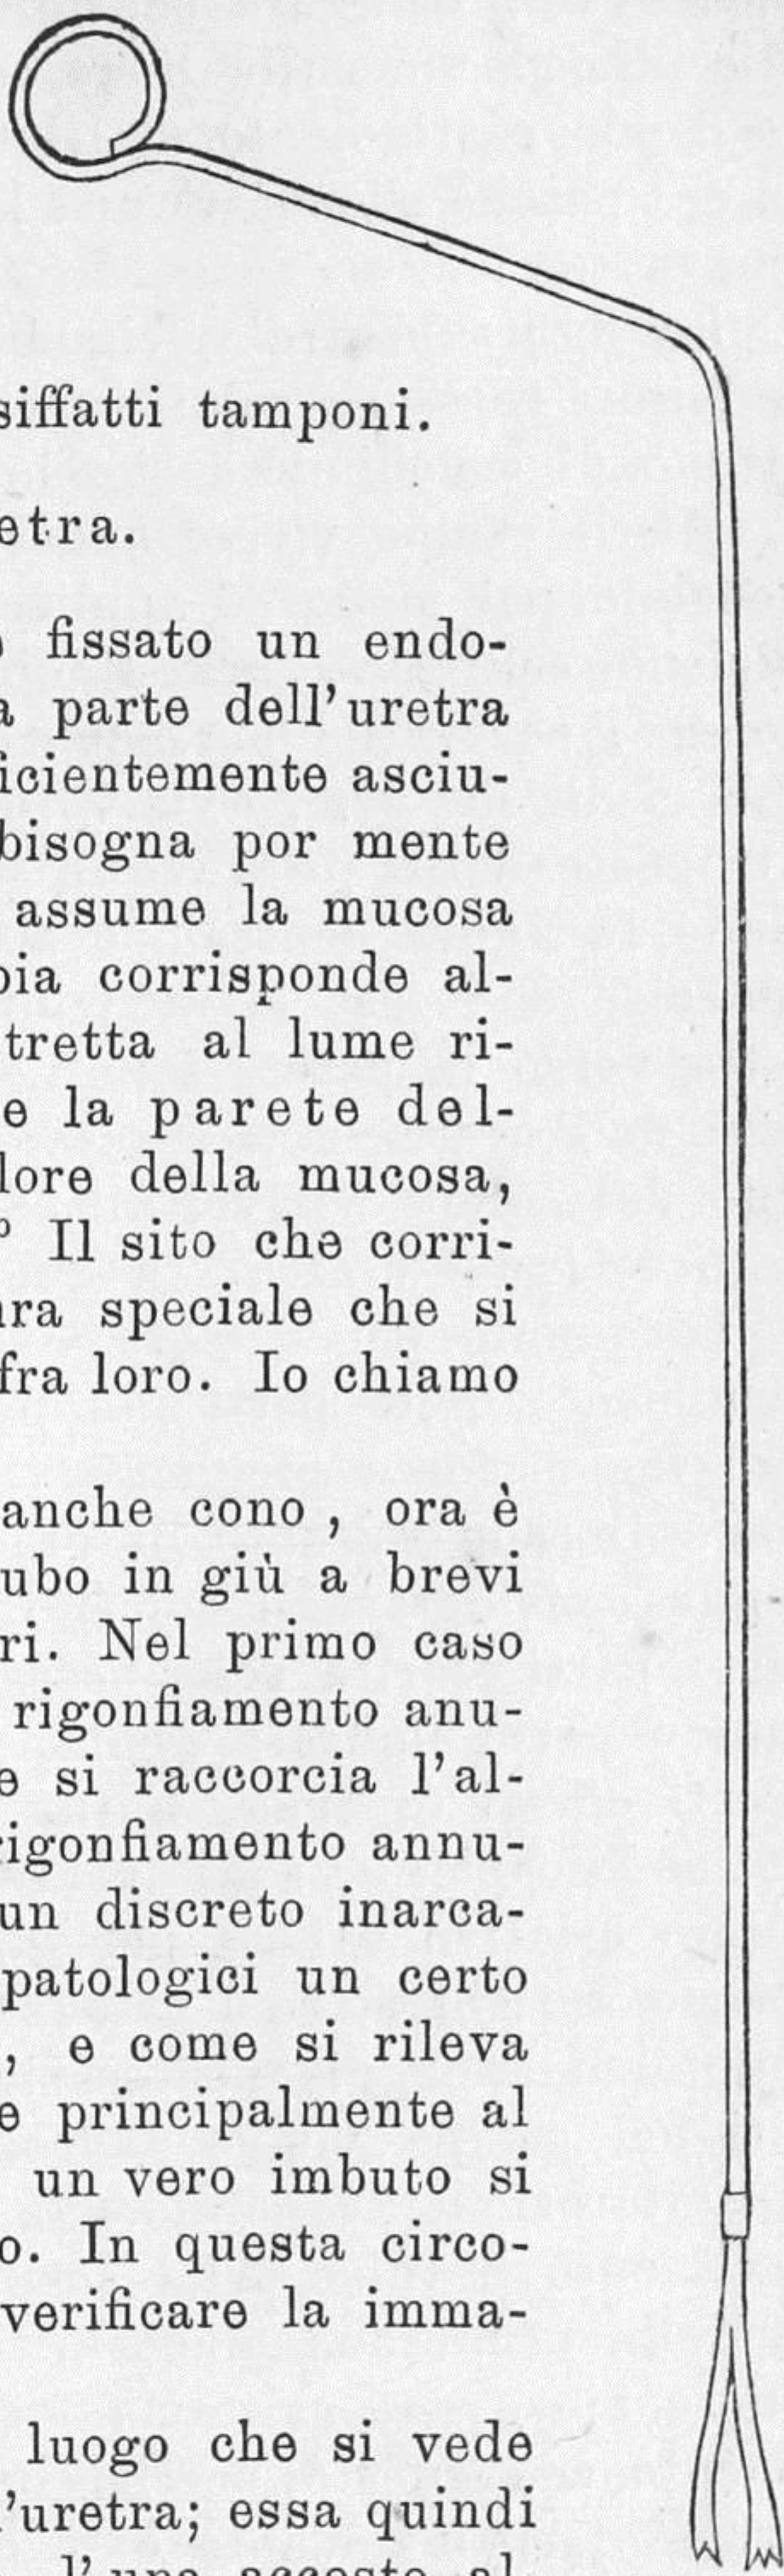 siffatti tamponi.
etra.
fissato un endo-
a parte dell'uretra
icientemente asciu-
bisogna por mente
assume la mucosa
bia corrisponde al-
tretta al lume ri-
e la parete del-
lore della mucosa,
° Il sito che corri-
ura speciale che si
fra loro. Io chiamo
anche cono , ora è
ubo in giù a brevi
ri. Nel primo caso
rigonfiamento anu-
e si raccorcia l'al-
rigonfiamento annu-
un discreto inarca-
patologici un certo
, e come si rileva
e principalmente al
un vero imbuto si
o. In questa circo-
verificare la imma-
luogo che si vede
l'uretra; essa quindi
l'una accosto al-